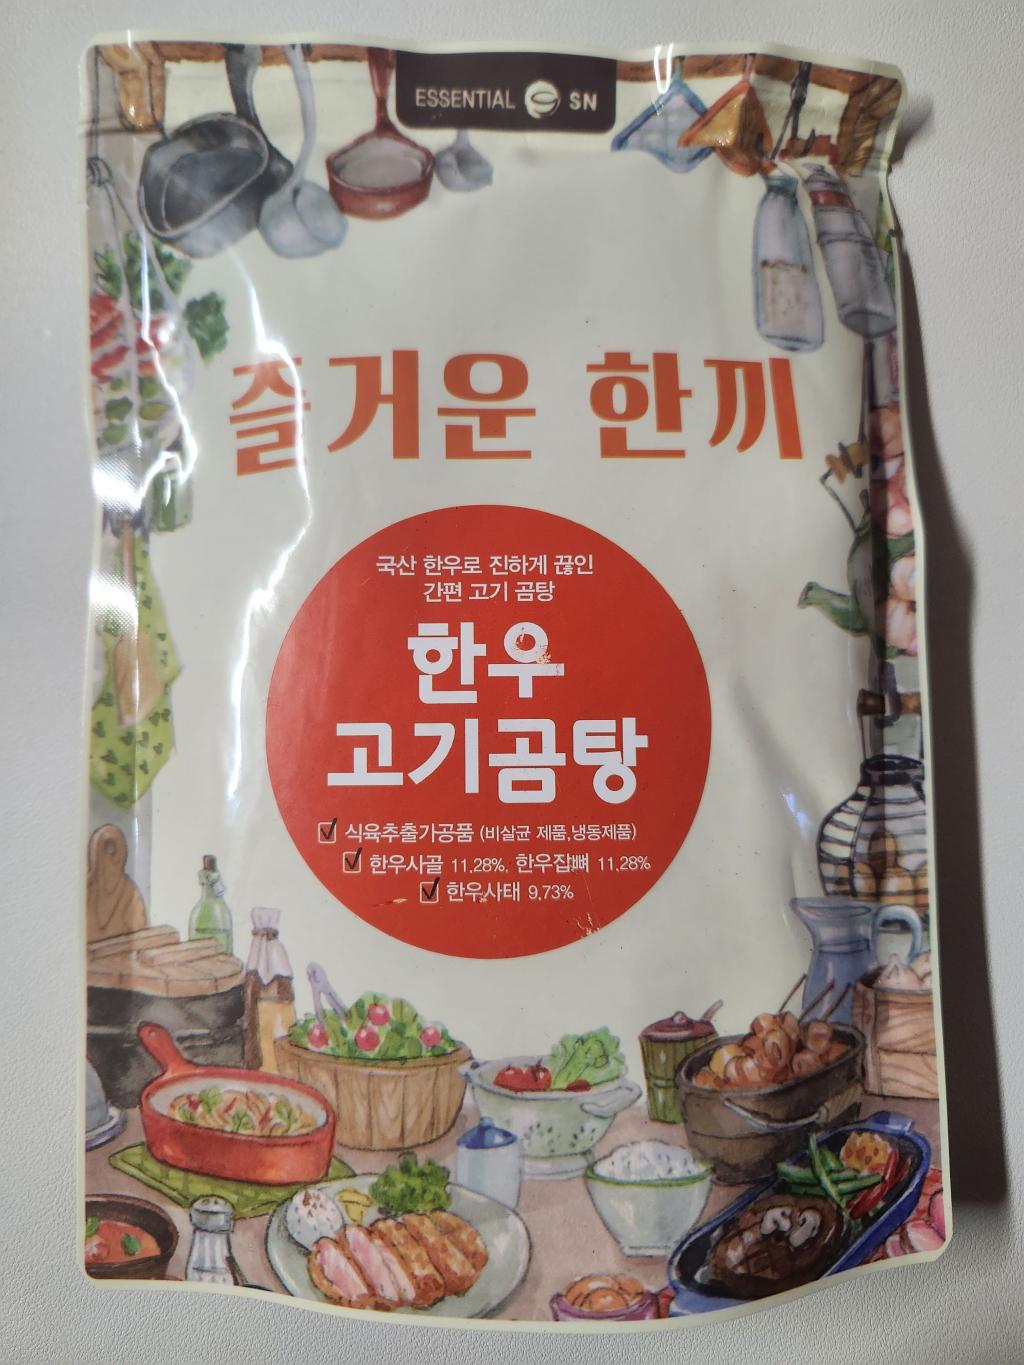 ESSENTIAL SN
즐거운 한끼
국산 한우로 진하게 끓인
간편 고기 곰탕
한우
고기곰탕
식육추출가공품 (비살균 제품,냉동제품)
한우사골 11.28%, 한우잡뼈 11.28%
한우사태 9.73%